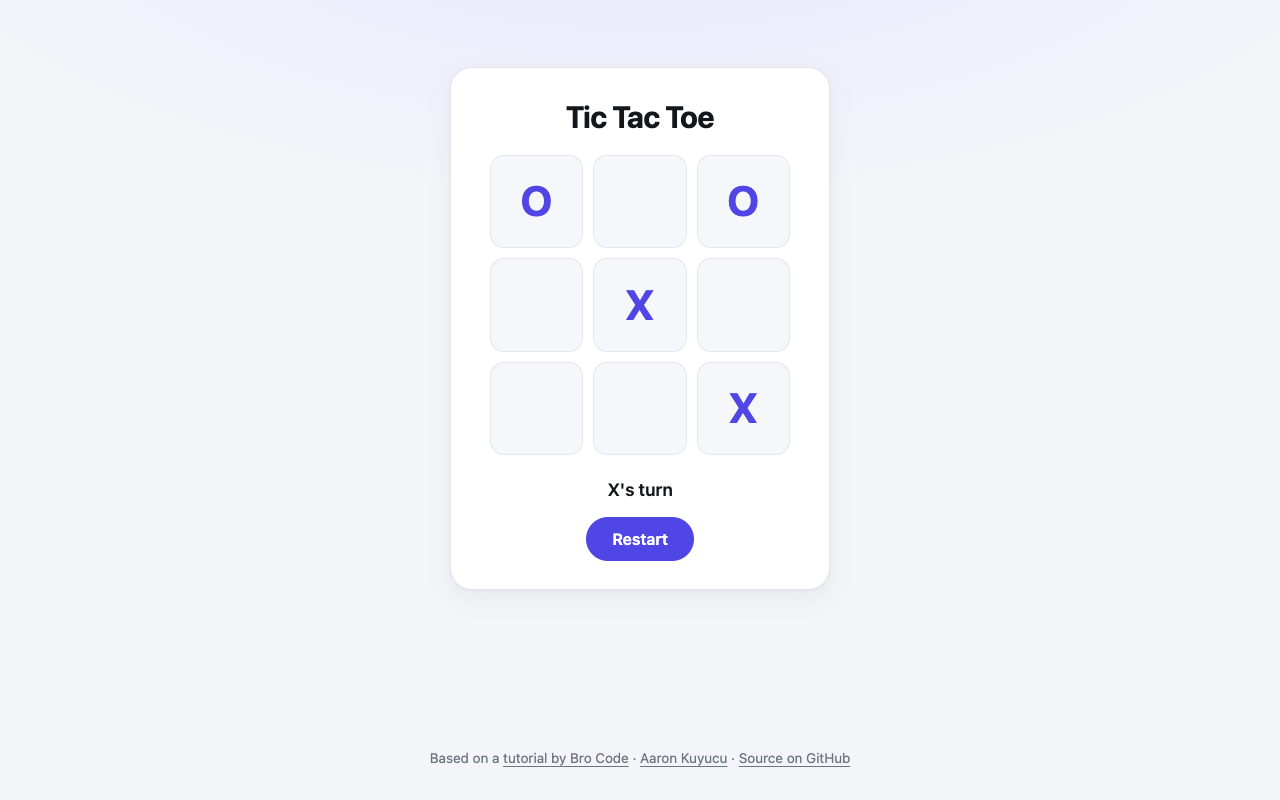 Tic Tac Toe
O O
X
X
X's turn
Restart
Based on a tutorial by Bro Code · Aaron Kuyucu · Source on GitHub